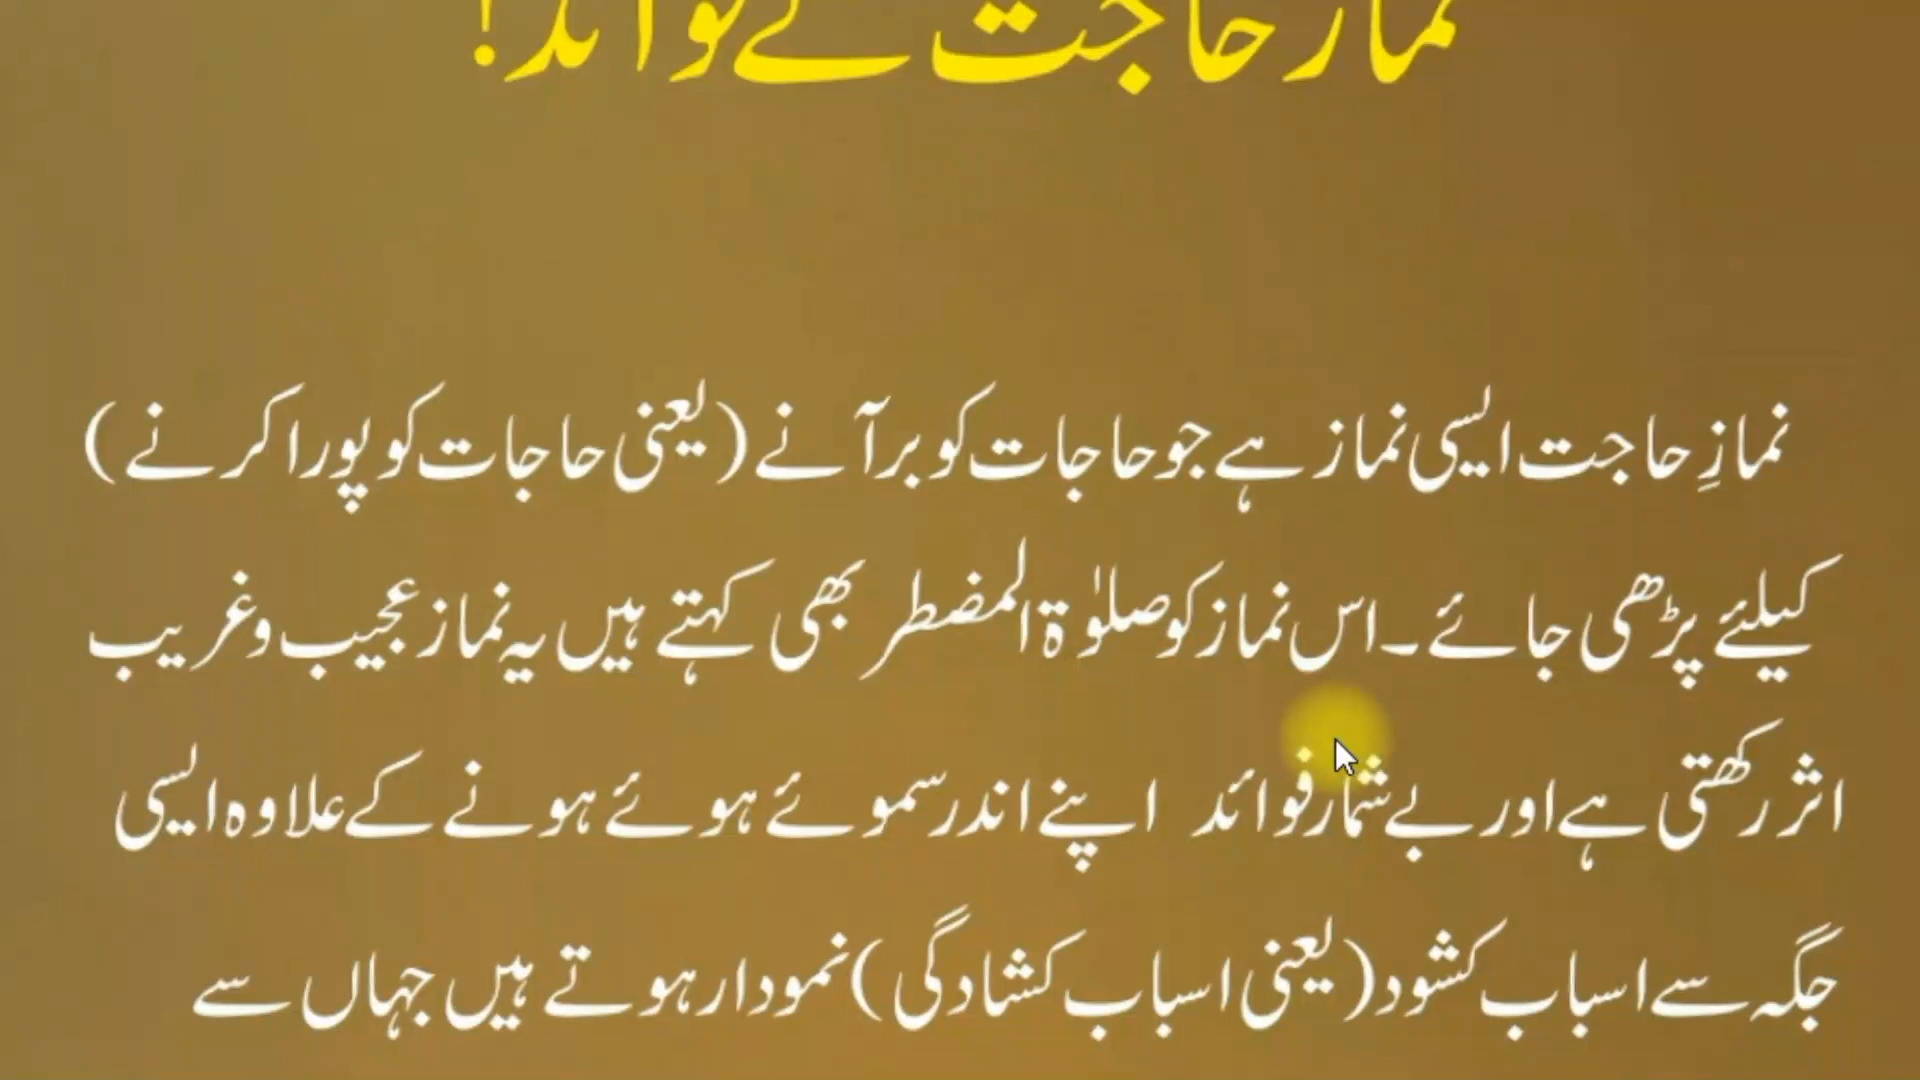 نماز حاجت کے فوائد!
نمازِ حاجت ایسی نماز ہے جو حاجات کو بر آنے (یعنی حاجات کو پورا کرنے)
کیلئے پڑھی جائے۔ اس نماز کو صلوٰۃ المضطر بھی کہتے ہیں یہ نماز عجیب و غریب
اثر رکھتی ہے اور بے شمار فوائد اپنے اندر سموئے ہوئے ہونے کے علاوہ ایسی
جگہ سے اسباب کشود (یعنی اسباب کشادگی) نمودار ہوتے ہیں جہاں سے